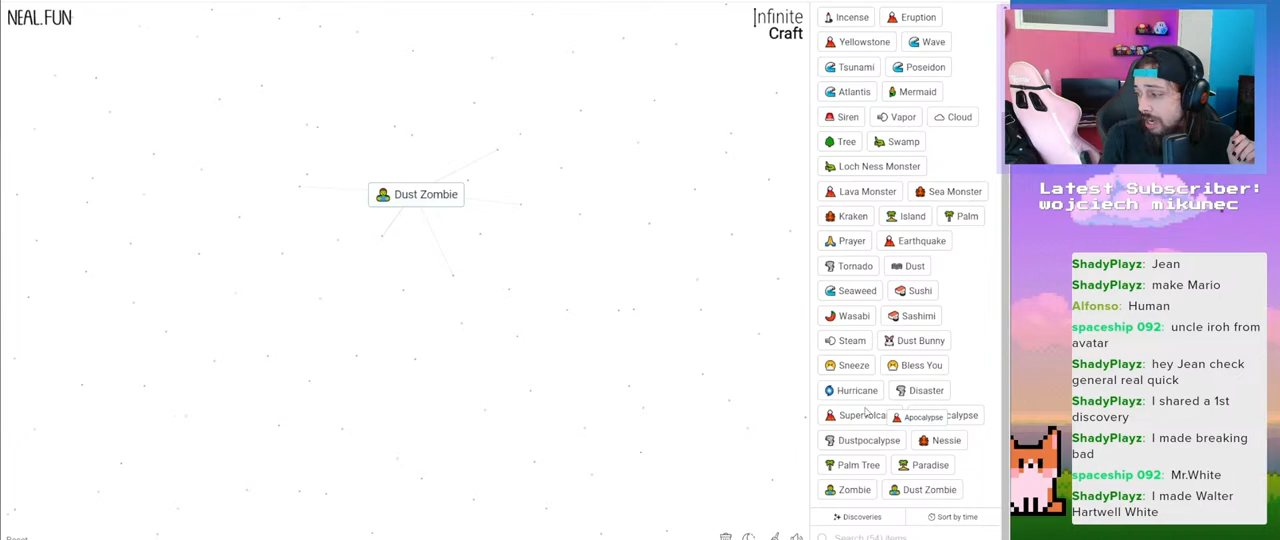 NEAL.FUN
Infinite
Craft
Dust Zombie
Incense Eruption
Yellowstone Wave
Tsunami Poseidon
Atlantis Mermaid
Siren Vapor Cloud
Tree Swamp
Loch Ness Monster
Lava Monster Sea Monster
Kraken Island Palm
Prayer Earthquake
Tornado Dust
Seaweed Sushi
Wasabi Sashimi
Steam Dust Bunny
Sneeze Bless You
Hurricane Disaster
Apocalypse
Dustpocalypse Nessie
Palm Tree Paradise
Zombie Dust Zombie
Discoveries Sort by time
Search (54) items
Latest Subscriber:
wojciech mikunec
ShadyPlayz: Jean
ShadyPlayz: make Mario
Alfonso: Human
spaceship 092: uncle iroh from
avatar
ShadyPlayz: hey Jean check
general real quick
ShadyPlayz: I shared a 1st
discovery
ShadyPlayz: I made breaking
bad
spaceship 092: Mr.White
ShadyPlayz: I made Walter
Hartwell White